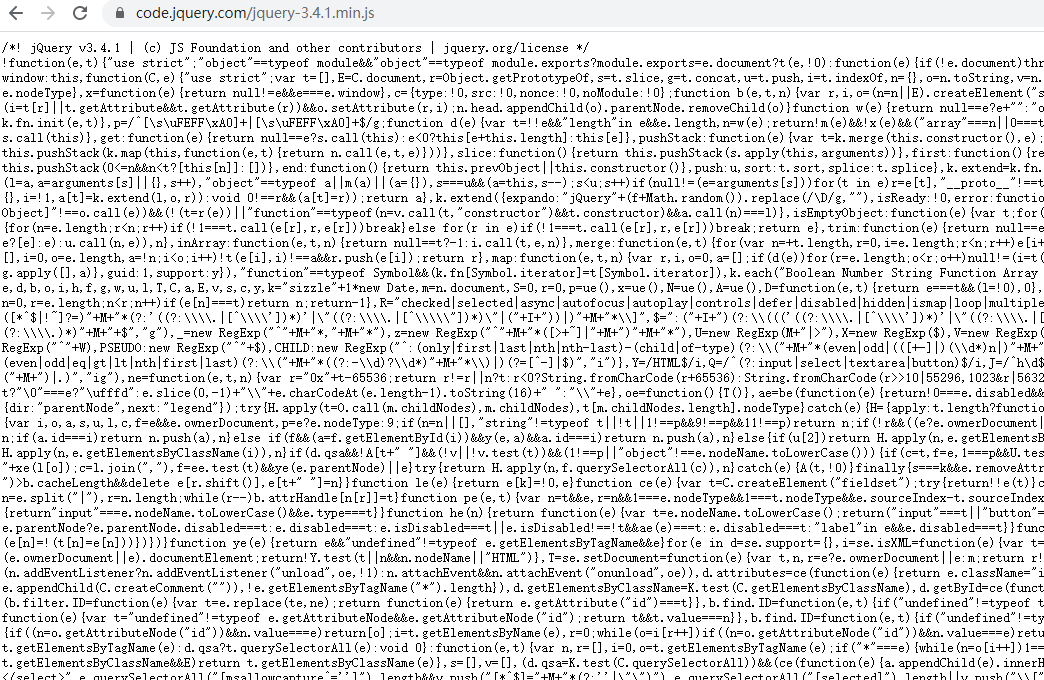 code.jquery.com/jquery-3.4.1.min.js
/*! jQuery v3.4.1 | (c) JS Foundation and other contributors | jquery.org/license */
!function(e,t){"use strict";"object"==typeof module&&"object"==typeof module.exports?module.exports=e.document?t(e,!0):function(e){if(!e.document)thr
window:this,function(C,e){"use strict";var t=[],E=C.document,r=Object.getPrototypeOf,s=t.slice,g=t.concat,u=t.push,i=t.indexOf,n={},o=n.toString,v=n.
e.nodeType},x=function(e){return null!=e&&e===e.window},c={type:!0,src:!0,nonce:!0,noModule:!0};function b(e,t,n){var r,i,o=(n=n||E).createElement("s
(i=t[r]||t.getAttribute&&t.getAttribute(r))&&o.setAttribute(r,i);n.head.appendChild(o).parentNode.removeChild(o)}function w(e){return null==e?e+"":"o
k.fn.init(e,t)},p=/^[\s\uFEFF\xA0]+|[\s\uFEFF\xA0]+$/g;function d(e){var t=!!e&&"length"in e&&e.length,n=w(e);return!m(e)&&!x(e)&&("array"===n||0===t
s.call(this)},get:function(e){return null==e?s.call(this):e<0?this[e+this.length]:this[e]},pushStack:function(e){var t=k.merge(this.constructor(),e);
this.pushStack(k.map(this,function(e,t){return n.call(e,t,e)}))},slice:function(){return this.pushStack(s.apply(this,arguments))},first:function(){re
this.pushStack(0<=n&&n<t?[this[n]]:[])},end:function(){return this.prevObject||this.constructor()},push:u,sort:t.sort,splice:t.splice},k.extend=k.fn.
(l=a,a=arguments[s]||{},s++),"object"==typeof a||m(a)||(a={}),s===u&&(a=this,s--);s<u;s++)if(null!=(e=arguments[s]))for(t in e)r=e[t],"__proto__"!==t
{},i=!1,a[t]=k.extend(l,o,r)):void 0!==r&&(a[t]=r));return a},k.extend({expando:"jQuery"+(f+Math.random()).replace(/\D/g,""),isReady:!0,error:functio
Object]"!==o.call(e))&&(!(t=r(e))||"function"==typeof(n=v.call(t,"constructor")&&t.constructor)&&a.call(n)===l)},isEmptyObject:function(e){var t;for(
{for(n=e.length;r<n;r++)if(!1===t.call(e[r],r,e[r]))break}else for(r in e)if(!1===t.call(e[r],r,e[r]))break;return e},trim:function(e){return null==e
e?[e]:e):u.call(n,e)),n},inArray:function(e,t,n){return null==t?-1:i.call(t,e,n)},merge:function(e,t){for(var n=+t.length,r=0,i=e.length;r<n;r++)e[i+
[],i=0,o=e.length,a=!n;i<o;i++)!t(e[i],i)!==a&&r.push(e[i]);return r},map:function(e,t,n){var r,i,o=0,a=[];if(d(e))for(r=e.length;o<r;o++)null!=(i=t(
g.apply([],a)},guid:1,support:y}),"function"==typeof Symbol&&(k.fn[Symbol.iterator]=t[Symbol.iterator]),k.each("Boolean Number String Function Array
e,d,b,o,i,h,f,g,w,u,l,T,C,a,E,v,s,c,y,k="sizzle"+1*new Date,m=n.document,S=0,r=0,p=ue(),x=ue(),N=ue(),A=ue(),D=function(e,t){return e===t&&(l=!0),0},
n=0,r=e.length;n<r;n++)if(e[n]===t)return n;return-1},R="checked|selected|async|autofocus|autoplay|controls|defer|disabled|hidden|ismap|loop|multiple
RegExp("^"+W),PSEUDO:new RegExp("^"+$),CHILD:new RegExp("^:(only|first|last|nth|nth-last)-(child|of-type)(?:\\("+M+"*(even|odd|(([+-]|)(\\d*)n|)"+M+"
(even|odd|eq|gt|lt|nth|first|last)(?:\\("+M+"*((?:-\\d)?\\d*)"+M+"*\\)|)(?=[^-]|$)","i")},Y=/HTML$/i,Q=/^(?:input|select|textarea|button)$/i,J=/^h\d$
("+M+")|.)","ig"),ne=function(e,t,n){var r="0x"+t-65536;return r!=r||n?t:r<0?String.fromCharCode(r+65536):String.fromCharCode(r>>10|55296,1023&r|5632
t?"\0"===e?"\ufffd":e.slice(0,-1)+"\\"+e.charCodeAt(e.length-1).toString(16)+" ":"\\"+e},oe=function(){T()},ae=be(function(e){return!0===e.disabled&&
{dir:"parentNode",next:"legend"});try{H.apply(t=O.call(m.childNodes),m.childNodes),t[m.childNodes.length].nodeType}catch(e){H={apply:t.length?functio
{var i,o,a,s,u,l,c,f=e&&e.ownerDocument,p=e?e.nodeType:9;if(n=n||[],"string"!=typeof t||!t||1!==p&&9!==p&&11!==p)return n;if(!r&&((e?e.ownerDocument|
n;if(a.id===i)return n.push(a),n}else if(f&&(a=f.getElementById(i))&&y(e,a)&&a.id===i)return n.push(a),n}else{if(u[2])return H.apply(n,e.getElementsB
H.apply(n,e.getElementsByClassName(i)),n}if(d.qsa&&!A[t+" "]&&(!v||!v.test(t))&&(1!==p||"object"!==e.nodeName.toLowerCase())){if(c=t,f=e,1===p&&U.tes
"+xe(l[o]);c=l.join(","),f=ee.test(t)&&ye(e.parentNode)||e}try{return H.apply(n,f.querySelectorAll(c)),n}catch(e){A(t,!0)}finally{s===k&&e.removeAttr
")>b.cacheLength&&delete e[r.shift()],e[t+" "]=n}}function le(e){return e[k]=!0,e}function ce(e){var t=C.createElement("fieldset");try{return!!e(t)}c
n=e.split("|"),r=n.length;while(r--)b.attrHandle[n[r]]=t}function pe(e,t){var n=t&&e,r=n&&1===e.nodeType&&1===t.nodeType&&e.sourceIndex-t.sourceIndex
{return"input"===e.nodeName.toLowerCase()&&e.type===t}}function he(n){return function(e){var t=e.nodeName.toLowerCase();return("input"===t||"button"=
e.parentNode?e.parentNode.disabled===t:e.disabled===t:e.isDisabled===t||e.isDisabled!==!t&&ae(e)===t:e.disabled===t:"label"in e&&e.disabled===t}}func
(e[n]=!(t[n]=e[n]))})})}function ye(e){return e&&"undefined"!=typeof e.getElementsByTagName&&e}for(e in d=se.support={},i=se.isXML=function(e){var t=
(e.ownerDocument||e).documentElement;return!Y.test(t||n&&n.nodeName||"HTML")},T=se.setDocument=function(e){var t,n,r=e?e.ownerDocument||e:m;return r!
(n.addEventListener?n.addEventListener("unload",oe,!1):n.attachEvent&&n.attachEvent("onunload",oe)),d.attributes=ce(function(e){return e.className="i
e.appendChild(C.createComment("")),!e.getElementsByTagName("*").length}),d.getElementsByClassName=K.test(C.getElementsByClassName),d.getById=ce(funct
(b.filter.ID=function(e){var t=e.replace(te,ne);return function(e){return e.getAttribute("id")===t}},b.find.ID=function(e,t){if("undefined"!=typeof t
function(e){var t="undefined"!=typeof e.getAttributeNode&&e.getAttributeNode("id");return t&&t.value===n}},b.find.ID=function(e,t){if("undefined"!=ty
{if((n=o.getAttributeNode("id"))&&n.value===e)return[o];i=t.getElementsByName(e),r=0;while(o=i[r++])if((n=o.getAttributeNode("id"))&&n.value===e)retu
t.getElementsByTagName(e):d.qsa?t.querySelectorAll(e):void 0}:function(e,t){var n,r=[],i=0,o=t.getElementsByTagName(e);if("*"===e){while(n=o[i++])1==
t.getElementsByClassName&&E)return t.getElementsByClassName(e)},s=[],v=[],(d.qsa=K.test(C.querySelectorAll))&&(ce(function(e){a.appendChild(e).innerH